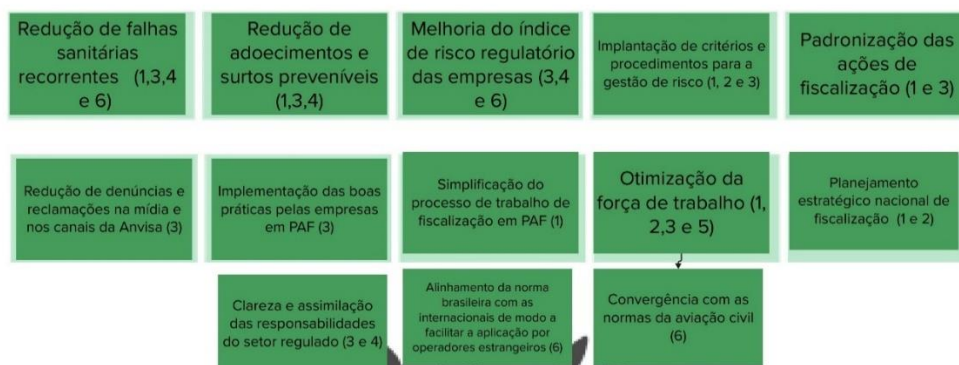 Redução de falhas
sanitárias
recorrentes (1,3,4
e 6)
Redução de
adoecimentos e
surtos preveníveis
(1,3,4)
Melhoria do índice
de risco regulatório
das empresas (3,4
e 6)
Implantação de critérios e
procedimentos para a
gestão de risco (1, 2 e 3)
Padronização das
ações de
fiscalização (1 e 3)
Redução de denúncias e
reclamações na mídia e
nos canais da Anvisa (3)
Implementação das boas
práticas pelas empresas
em PAF (3)
Simplificação do
processo de trabalho de
fiscalização em PAF (1)
Otimização da
força de trabalho (1,
2,3 e 5)
Planejamento
estratégico nacional de
fiscalização (1 e 2)
Clareza e assimilação
das responsabilidades
do setor regulado (3 e 4)
Alinhamento da norma
brasileira com as
internacionais de modo a
facilitar a aplicação por
operadores estrangeiros (6)
Convergência com as
normas da aviação civil
(6)